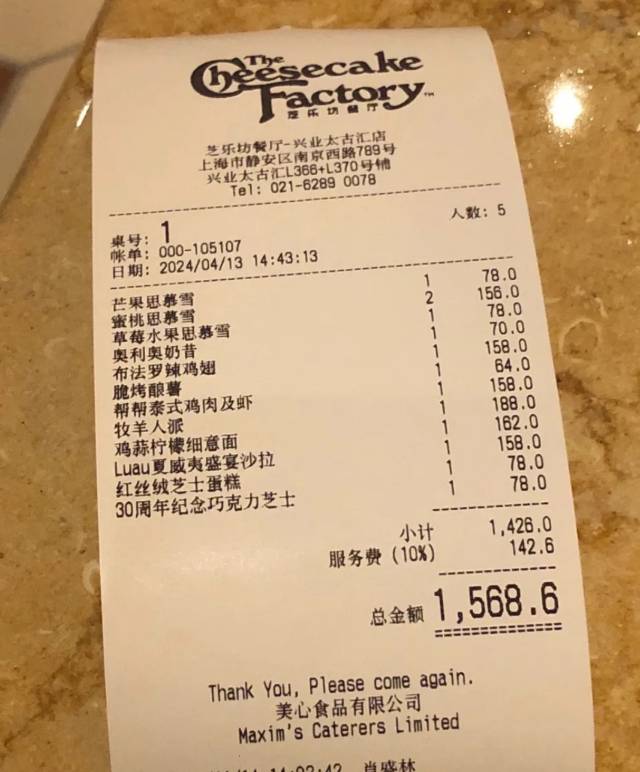 The
Cheesecake
Factory™
芝乐坊餐厅
芝乐坊餐厅-兴业太古汇店
上海市静安区南京西路789号
兴业太古汇L366+L370号铺
Tel: 021-6289 0078
桌号: 1 人数: 5
帐单: 000-105107
日期: 2024/04/13 14:43:13
芒果思慕雪 1 78.0
蜜桃思慕雪 2 156.0
草莓水果思慕雪 1 78.0
奥利奥奶昔 1 70.0
布法罗辣鸡翅 1 158.0
脆烤酿薯 1 64.0
帮帮泰式鸡肉及虾 1 158.0
牧羊人派 1 188.0
鸡蒜柠檬细意面 1 162.0
Luau夏威夷盛宴沙拉 1 158.0
红丝绒芝士蛋糕 1 78.0
30周年纪念巧克力芝士 1 78.0
小计 1,426.0
服务费 (10%) 142.6
总金额 1,568.6
Thank You, Please come again.
美心食品有限公司
Maxim's Caterers Limited
14:02:42 肖盛林